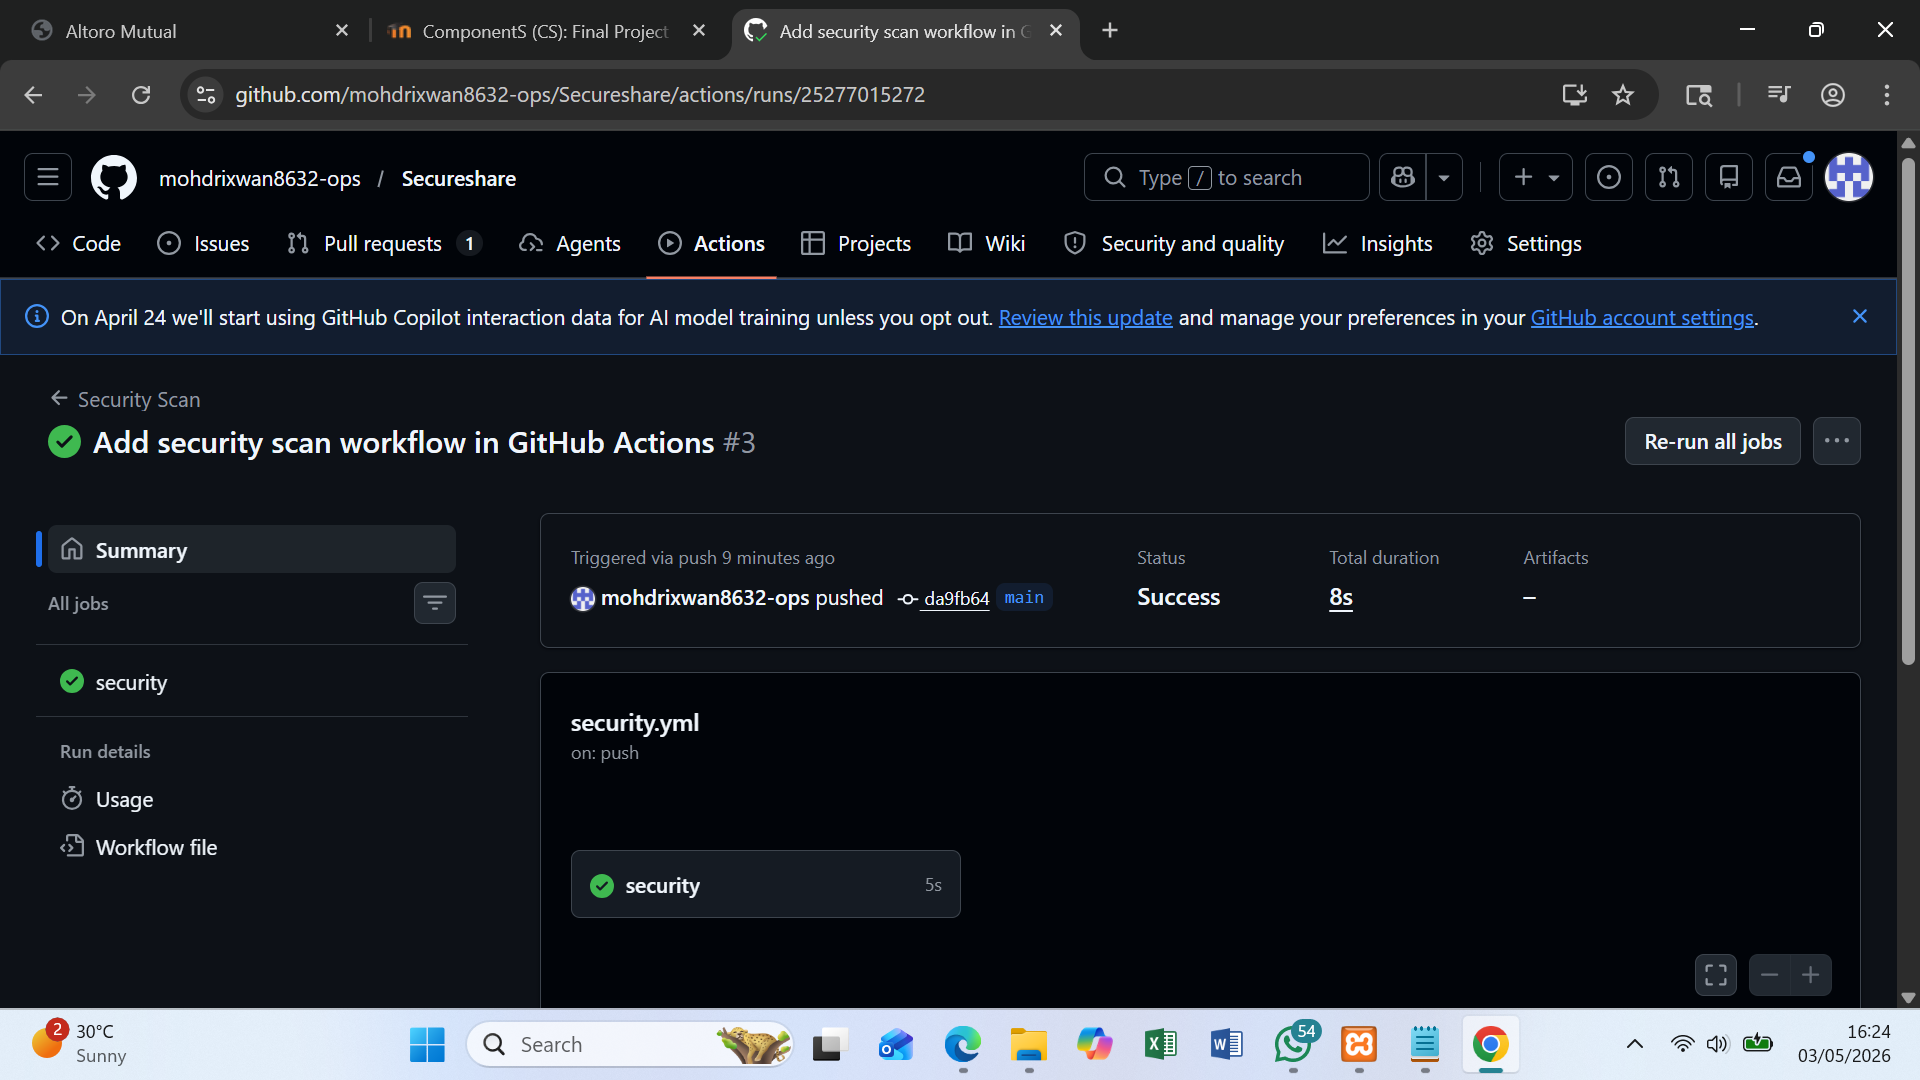 Altoro Mutual
ComponentS (CS): Final Project
Add security scan workflow in G
github.com/mohdrixwan8632-ops/Secureshare/actions/runs/25277015272
mohdrixwan8632-ops / Secureshare
Type / to search
Code
Issues
Pull requests 1
Agents
Actions
Projects
Wiki
Security and quality
Insights
Settings
On April 24 we'll start using GitHub Copilot interaction data for AI model training unless you opt out. Review this update and manage your preferences in your GitHub account settings.
Security Scan
Add security scan workflow in GitHub Actions #3
Re-run all jobs
Summary
All jobs
security
Run details
Usage
Workflow file
Triggered via push 9 minutes ago
mohdrixwan8632-ops pushed da9fb64 main
Status
Success
Total duration
8s
Artifacts
–
security.yml
on: push
security 5s
2
30°C
Sunny
Search
54
16:24
03/05/2026